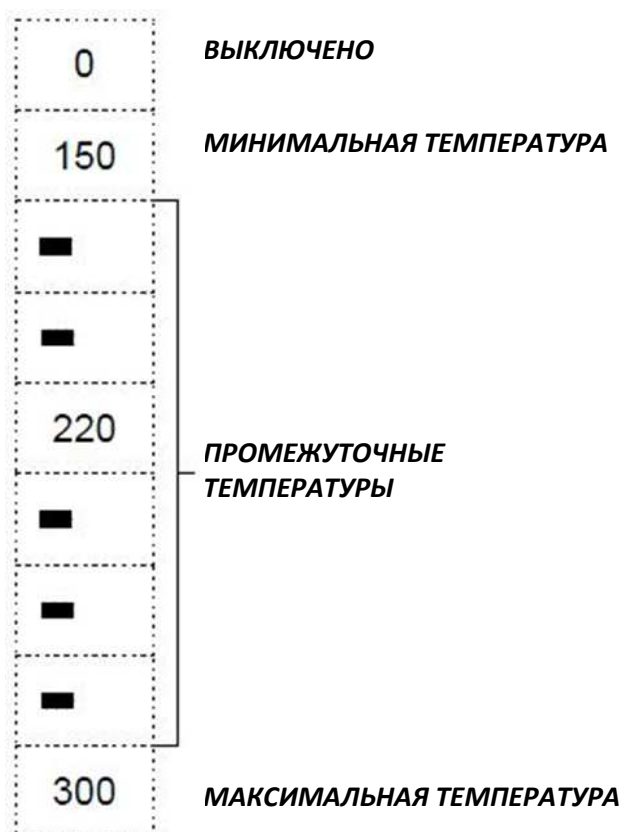 0
ВЫКЛЮЧЕНО
150
МИНИМАЛЬНАЯ ТЕМПЕРАТУРА
220
ПРОМЕЖУТОЧНЫЕ
ТЕМПЕРАТУРЫ
300
МАКСИМАЛЬНАЯ ТЕМПЕРАТУРА